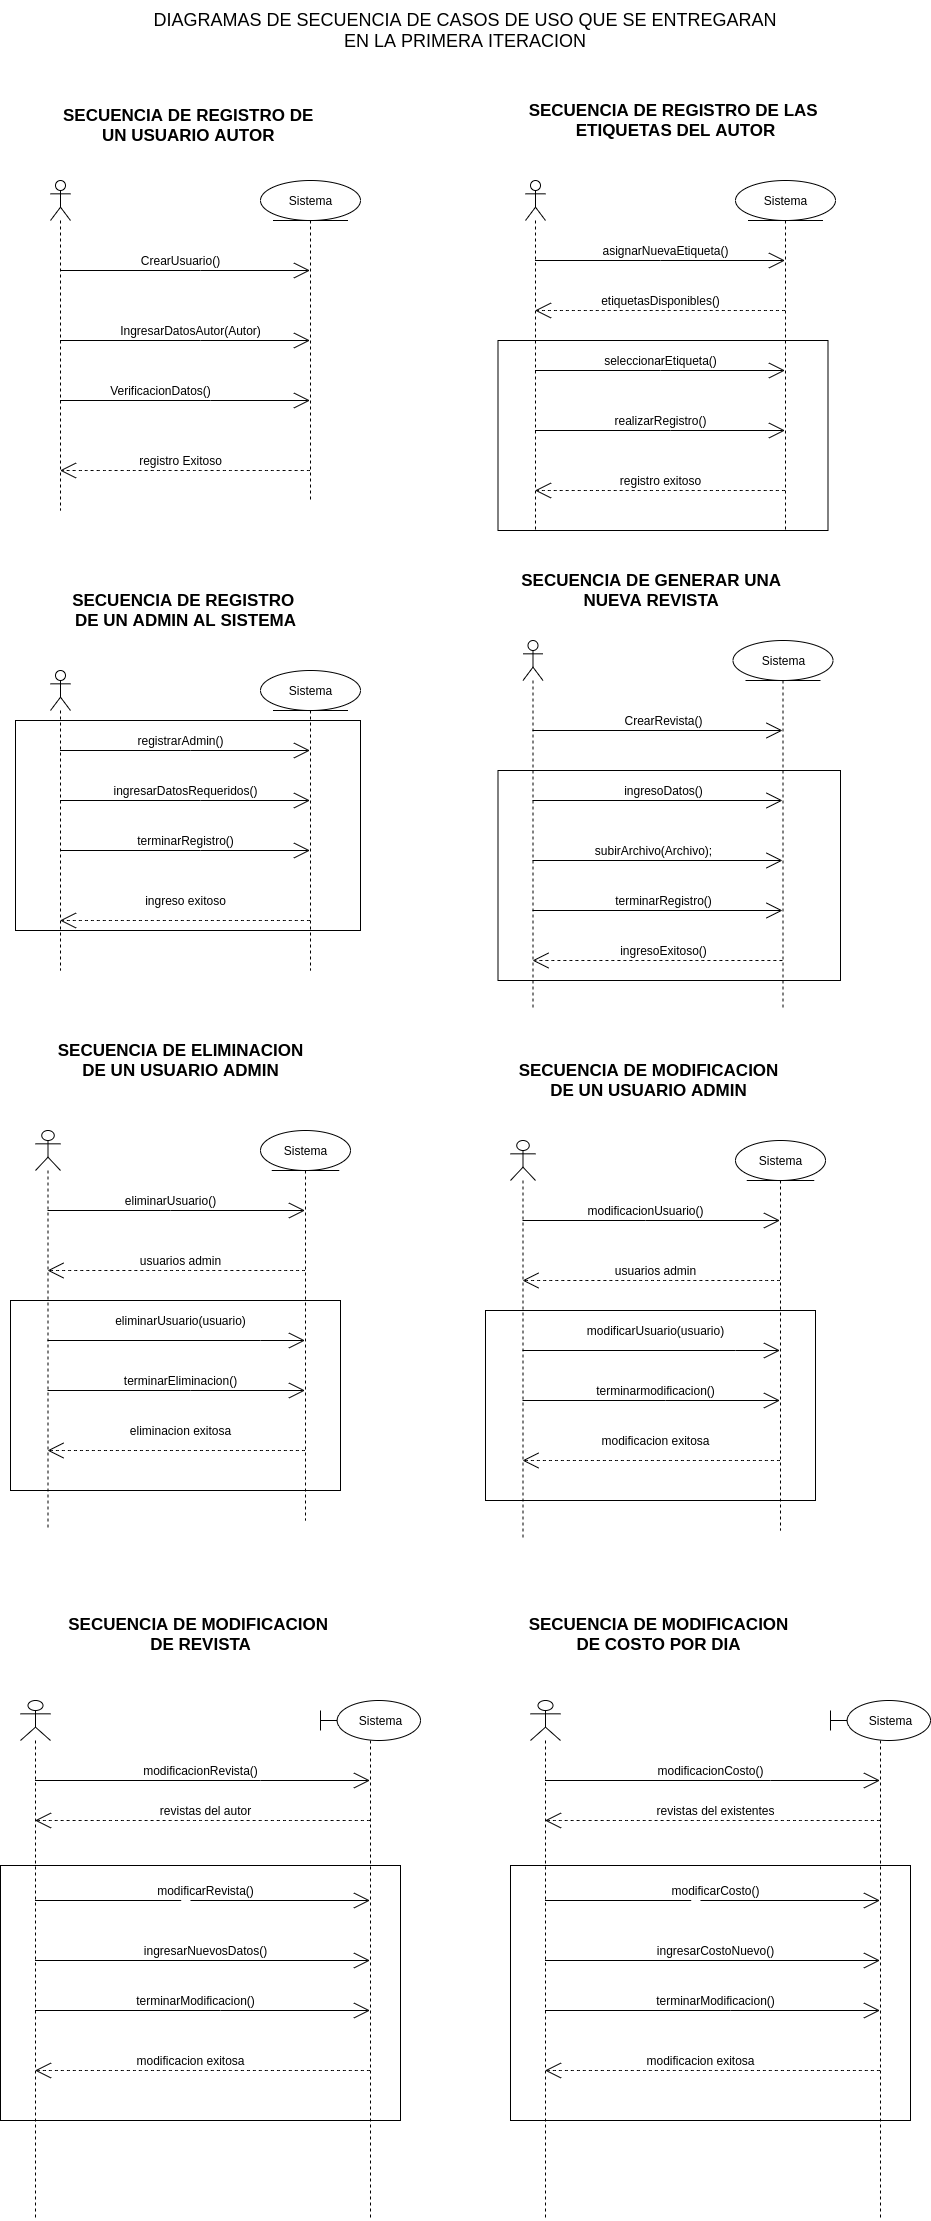 DIAGRAMAS DE SECUENCIA DE CASOS DE USO QUE SE ENTREGARAN
EN LA PRIMERA ITERACION
SECUENCIA DE REGISTRO DE
UN USUARIO AUTOR
Sistema
CrearUsuario()
IngresarDatosAutor(Autor)
VerificacionDatos()
registro Exitoso
SECUENCIA DE REGISTRO DE LAS
ETIQUETAS DEL AUTOR
Sistema
asignarNuevaEtiqueta()
etiquetasDisponibles()
seleccionarEtiqueta()
realizarRegistro()
registro exitoso
SECUENCIA DE REGISTRO
DE UN ADMIN AL SISTEMA
Sistema
registrarAdmin()
ingresarDatosRequeridos()
terminarRegistro()
ingreso exitoso
SECUENCIA DE GENERAR UNA
NUEVA REVISTA
Sistema
CrearRevista()
ingresoDatos()
subirArchivo(Archivo);
terminarRegistro()
ingresoExitoso()
SECUENCIA DE ELIMINACION
DE UN USUARIO ADMIN
Sistema
eliminarUsuario()
usuarios admin
eliminarUsuario(usuario)
terminarEliminacion()
eliminacion exitosa
SECUENCIA DE MODIFICACION
DE UN USUARIO ADMIN
Sistema
modificacionUsuario()
usuarios admin
modificarUsuario(usuario)
terminarmodificacion()
modificacion exitosa
SECUENCIA DE MODIFICACION
DE REVISTA
Sistema
modificacionRevista()
revistas del autor
modificarRevista()
ingresarNuevosDatos()
terminarModificacion()
modificacion exitosa
SECUENCIA DE MODIFICACION
DE COSTO POR DIA
Sistema
modificacionCosto()
revistas del existentes
modificarCosto()
ingresarCostoNuevo()
terminarModificacion()
modificacion exitosa